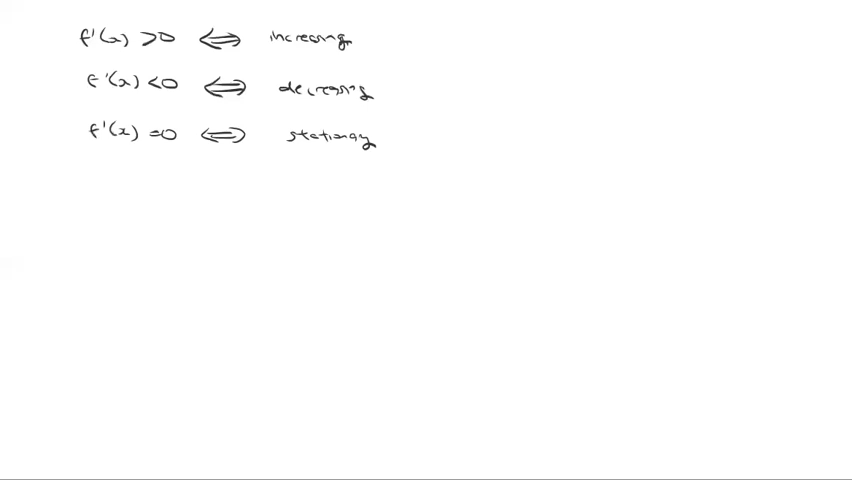 f'(x) >0 ⟺ increasing
f'(x) <0 ⟺ decreasing
f'(x) =0 ⟺ stationary